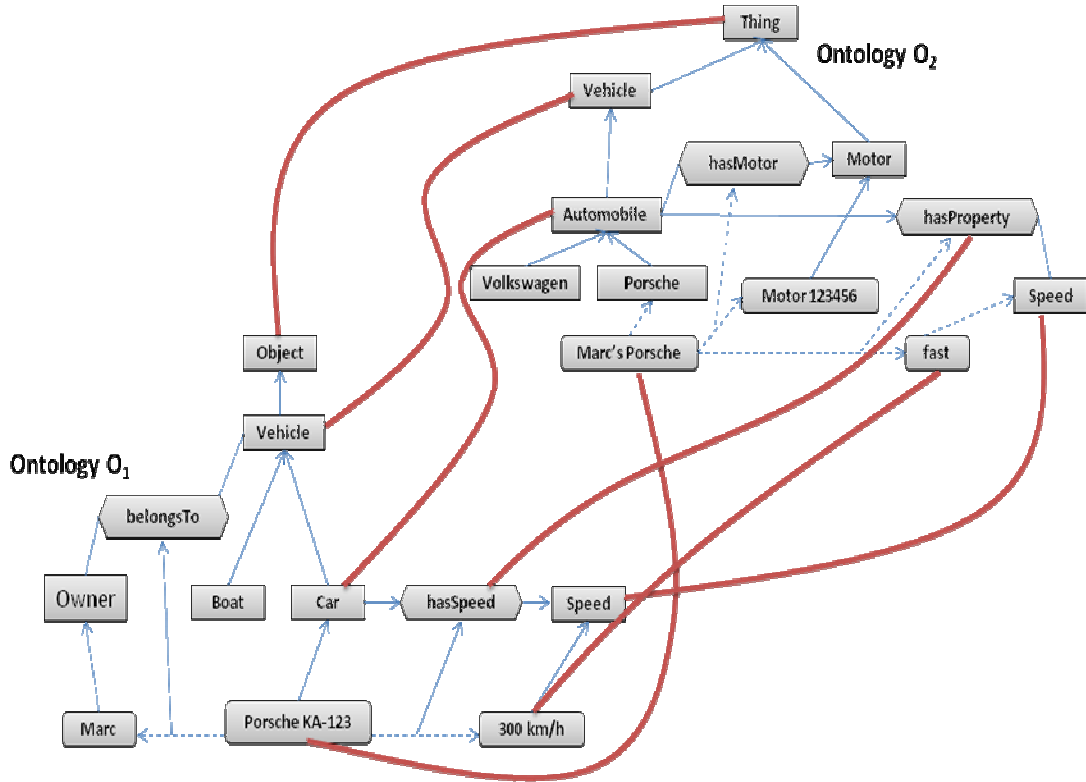 Thing
Ontology O2
Vehicle
hasMotor
Motor
Automobile
hasProperty
Volkswagen
Porsche
Motor 123456
Speed
Object
Marc's Porsche
fast
Vehicle
Ontology O1
belongsTo
Owner
Boat
Car
hasSpeed
Speed
Marc
Porsche KA-123
300 km/h